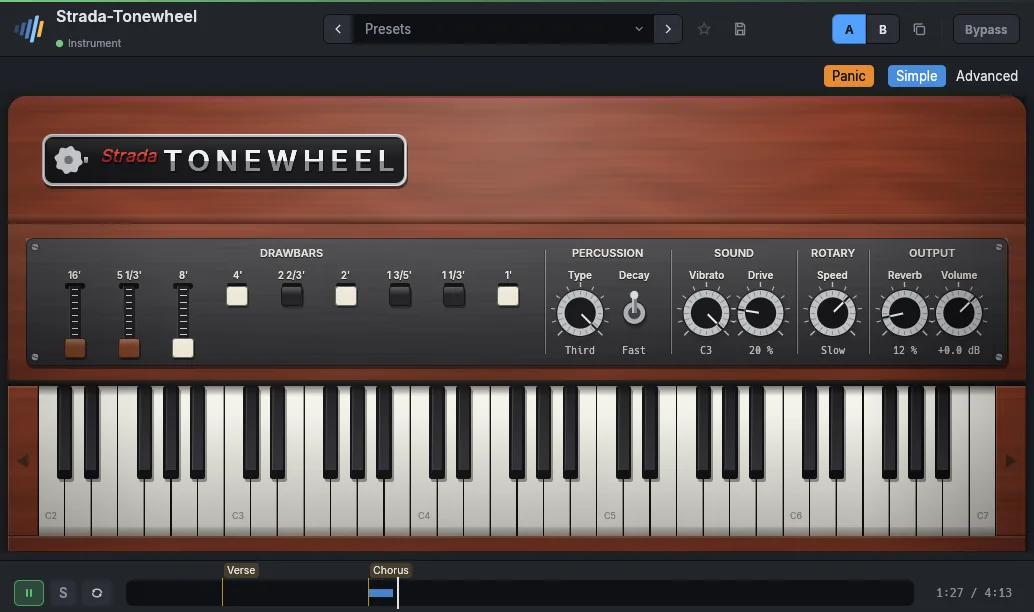 Strada-Tonewheel
Instrument
Presets
A
B
Bypass
Panic
Simple
Advanced
Strada TONEWHEEL
DRAWBARS
PERCUSSION
SOUND
ROTARY
OUTPUT
16'
5 1/3'
8'
4'
2 2/3'
2'
1 3/5'
1 1/3'
1'
Type
Decay
Vibrato
Drive
Speed
Reverb
Volume
Third
Fast
C3
20 %
Slow
12 %
+0.0 dB
C2
C3
C4
C5
C6
C7
Verse
Chorus
S
1:27 / 4:13